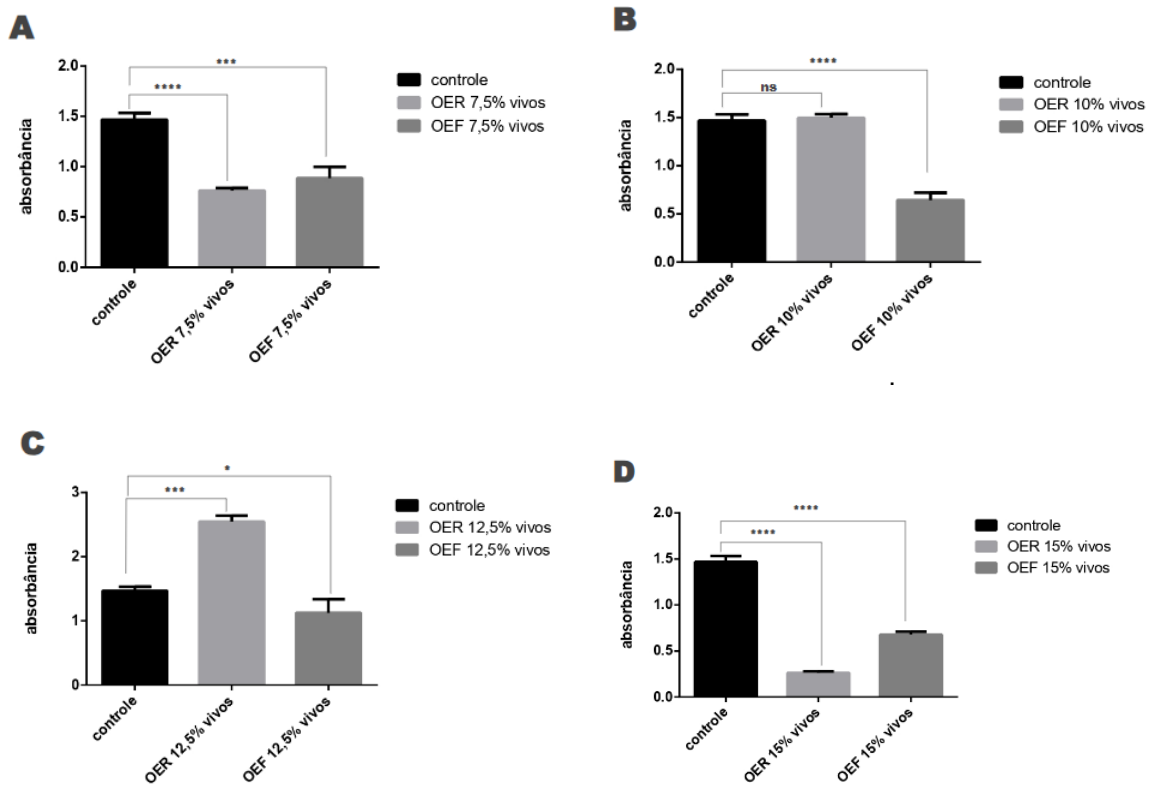 A
***
****
2.0
1.5
1.0
0.5
0.0
absorbância
controle
OER 7,5% vivos
OEF 7,5% vivos
controle
OER 7,5% vivos
OEF 7,5% vivos
B
****
ns
2.0
1.5
1.0
0.5
0.0
absorbância
controle
OER 10% vivos
OEF 10% vivos
controle
OER 10% vivos
OEF 10% vivos
.
C
*
***
3
2
1
0
absorbância
controle
OER 12,5% vivos
OEF 12,5% vivos
controle
OER 12,5% vivos
OEF 12,5% vivos
D
****
****
2.0
1.5
1.0
0.5
0.0
absorbância
controle
OER 15% vivos
OEF 15% vivos
controle
OER 15% vivos
OEF 15% vivos